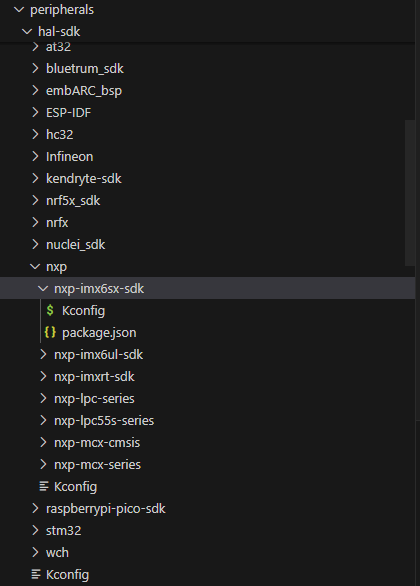 peripherals
hal-sdk
at32
bluetrum_sdk
embARC_bsp
ESP-IDF
hc32
Infineon
kendryte-sdk
nrf5x_sdk
nrfx
nuclei_sdk
nxp
nxp-imx6sx-sdk
$ Kconfig
{} package.json
nxp-imx6ul-sdk
nxp-imxrt-sdk
nxp-lpc-series
nxp-lpc55s-series
nxp-mcx-cmsis
nxp-mcx-series
Kconfig
raspberrypi-pico-sdk
stm32
wch
Kconfig